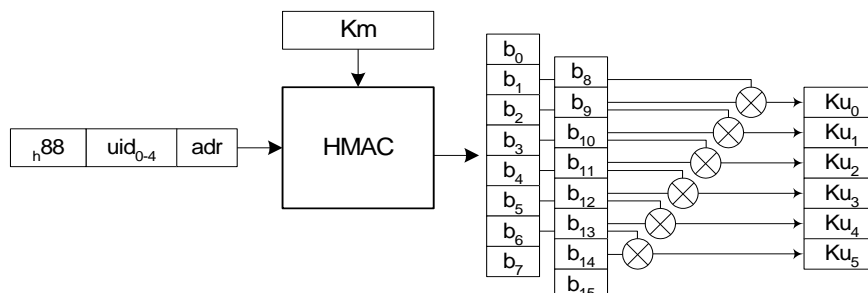 Km
HMAC
h88 uid0-4 adr
b0
b1
b2
b3
b4
b5
b6
b7
b8
b9
b10
b11
b12
b13
b14
b15
Ku0
Ku1
Ku2
Ku3
Ku4
Ku5